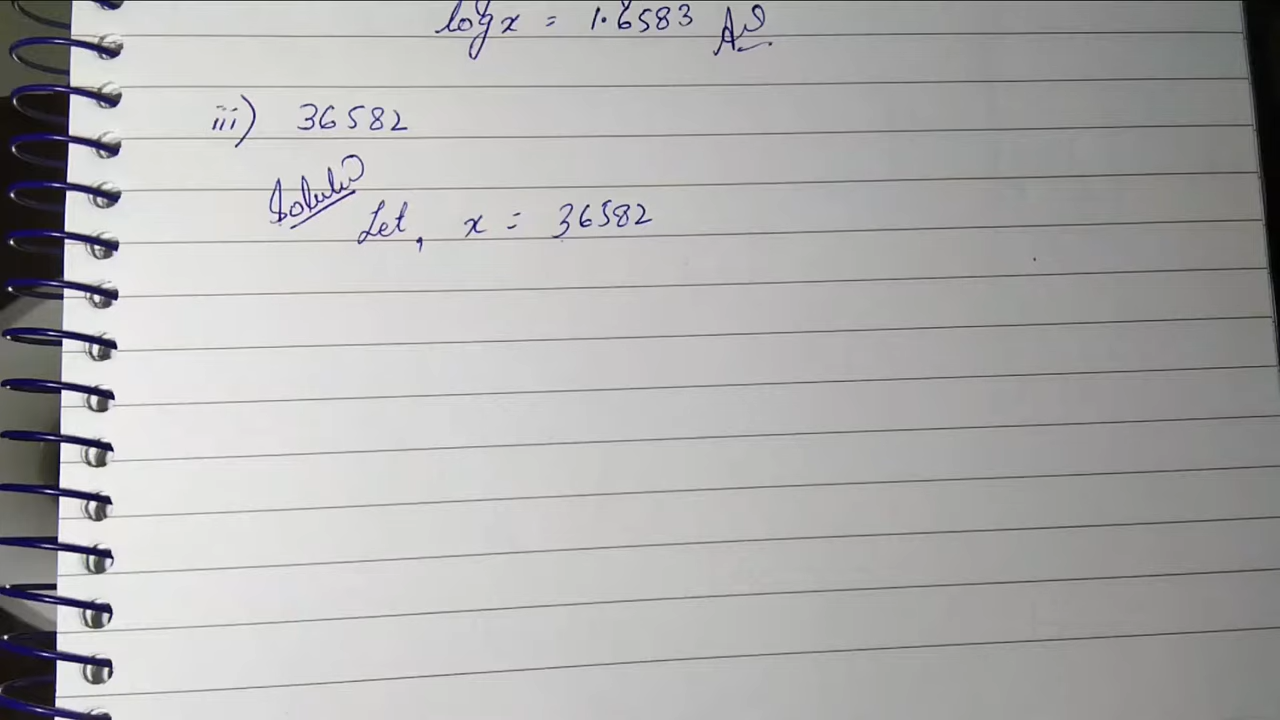 log x = 1.6583 Ans
iii) 36582
Solution
Let, x = 36582